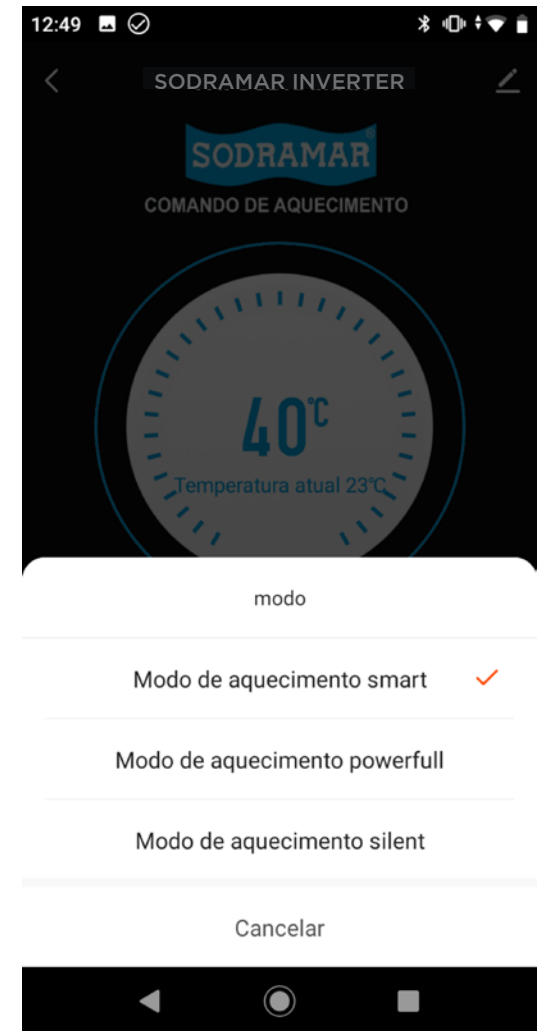 12:49
SODRAMAR INVERTER
SODRAMAR®
COMANDO DE AQUECIMENTO
40°C
Temperatura atual 23°C
modo
Modo de aquecimento smart
Modo de aquecimento powerfull
Modo de aquecimento silent
Cancelar